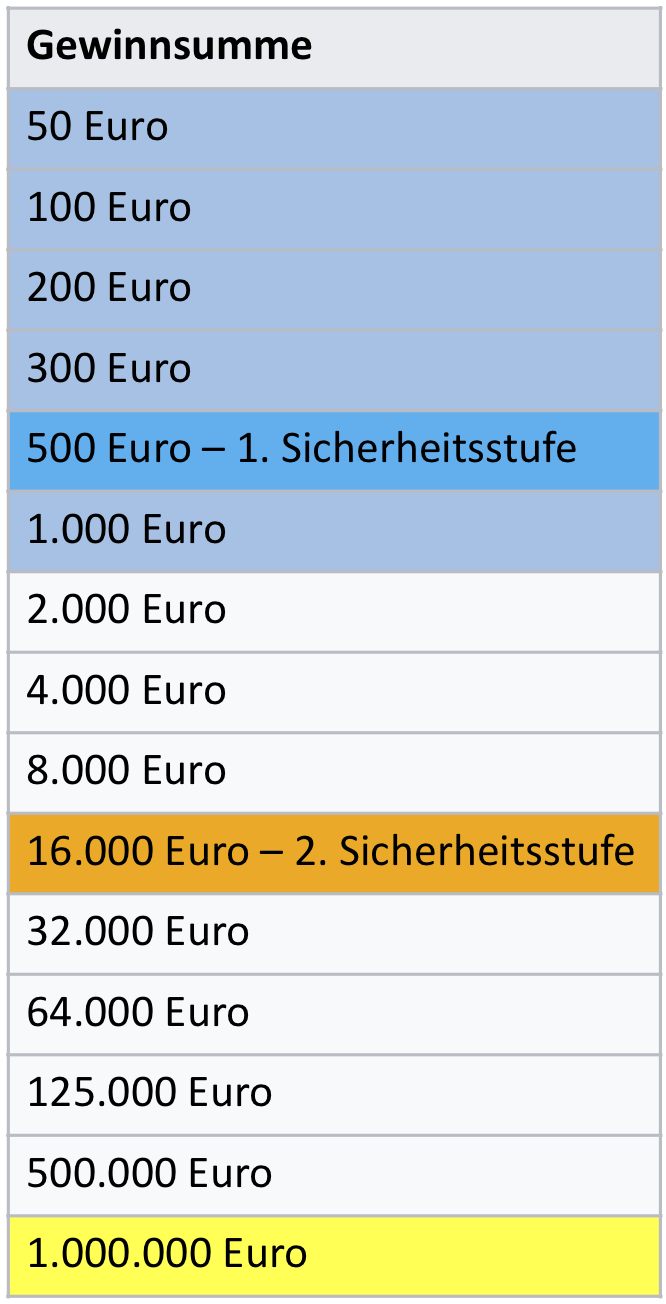 Gewinnsumme
50 Euro
100 Euro
200 Euro
300 Euro
500 Euro – 1. Sicherheitsstufe
1.000 Euro
2.000 Euro
4.000 Euro
8.000 Euro
16.000 Euro – 2. Sicherheitsstufe
32.000 Euro
64.000 Euro
125.000 Euro
500.000 Euro
1.000.000 Euro